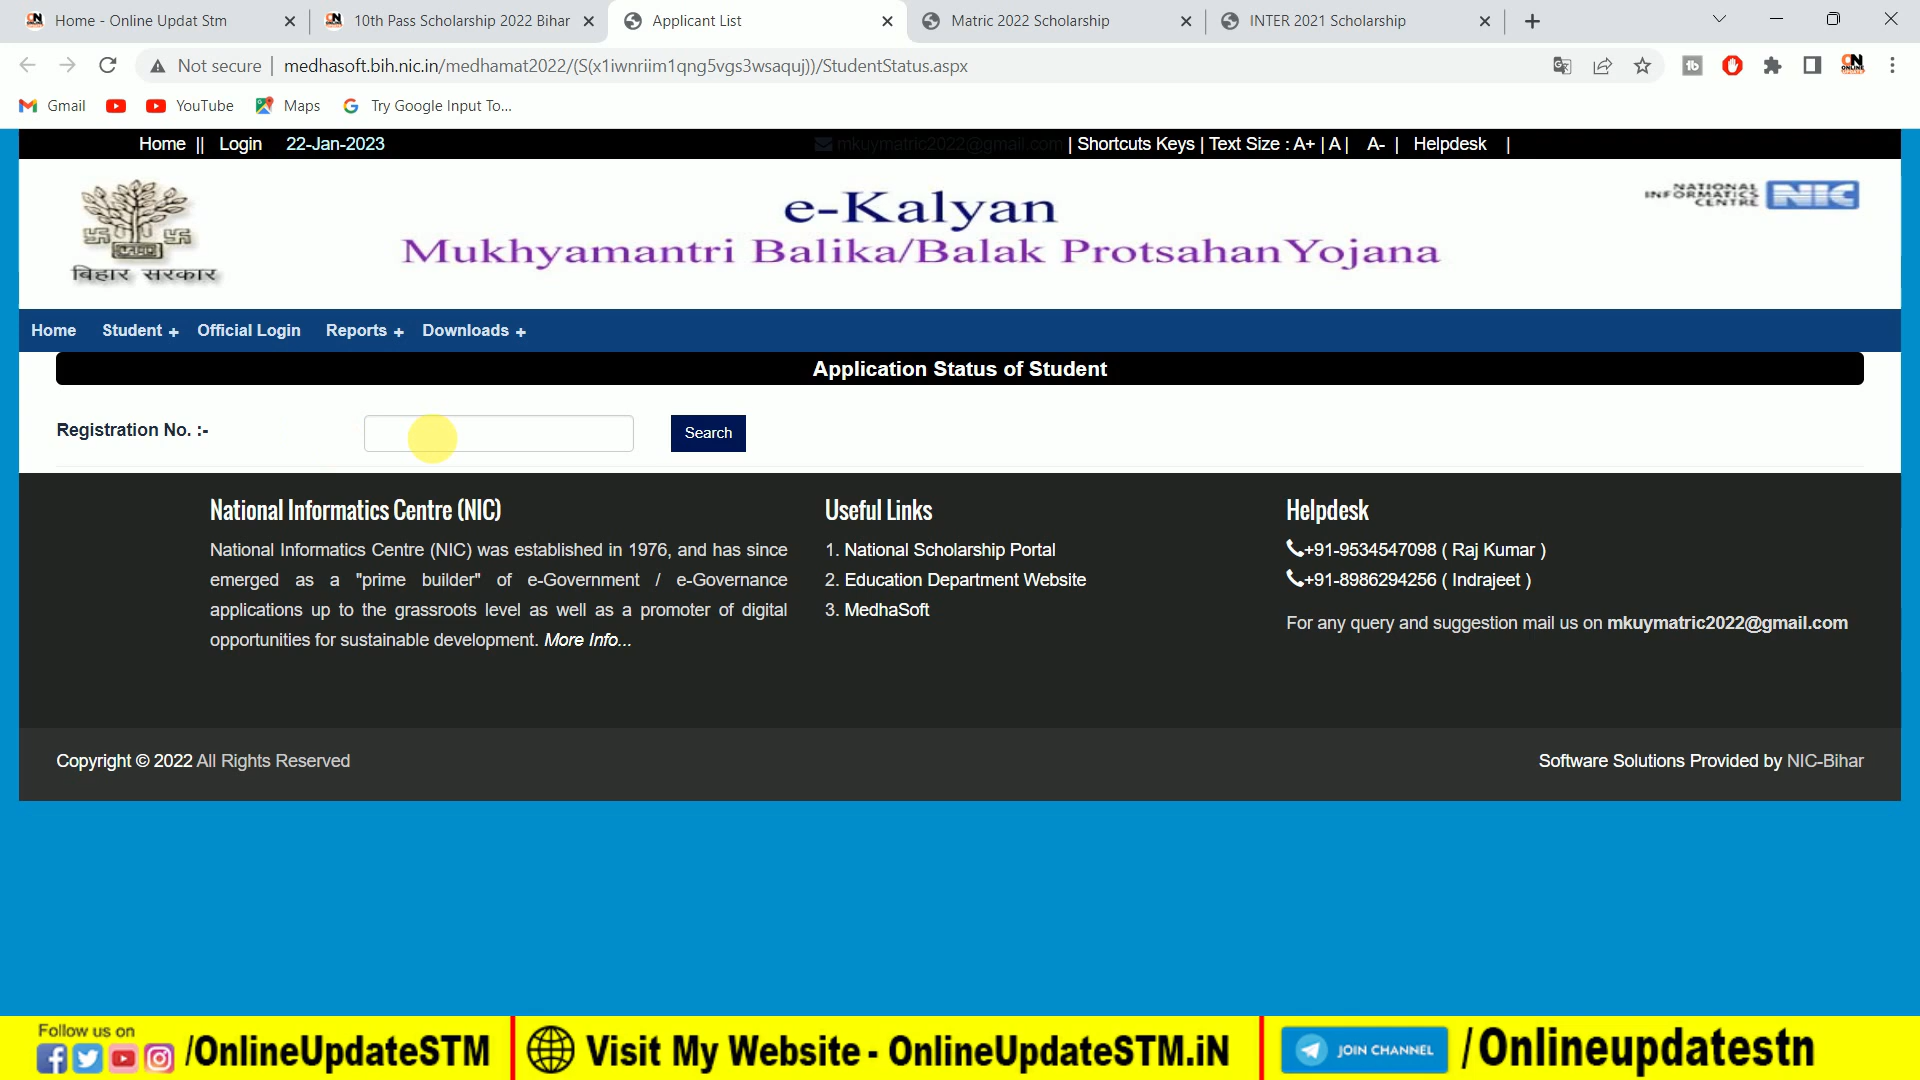 Home - Online Updat Stm
10th Pass Scholarship 2022 Bihar
Applicant List
Matric 2022 Scholarship
INTER 2021 Scholarship
Not secure | medhasoft.bih.nic.in/medhamat2022/(S(x1iwnriim1qng5vgs3wsaquj))/StudentStatus.aspx
Gmail YouTube Maps Try Google Input To...
Home || Login 22-Jan-2023 mkuymatric2022@gmail.com | Shortcuts Keys | Text Size : A+ | A | A- | Helpdesk |
बिहार सरकार
e-Kalyan
Mukhyamantri Balika/Balak Protsahan Yojana
NATIONAL
INFORMATICS
CENTRE
NIC
Home Student + Official Login Reports + Downloads +
Application Status of Student
Registration No. :- Search
National Informatics Centre (NIC)
National Informatics Centre (NIC) was established in 1976, and has since
emerged as a "prime builder" of e-Government / e-Governance
applications up to the grassroots level as well as a promoter of digital
opportunities for sustainable development. More Info...
Useful Links
1. National Scholarship Portal
2. Education Department Website
3. MedhaSoft
Helpdesk
+91-9534547098 ( Raj Kumar )
+91-8986294256 ( Indrajeet )
For any query and suggestion mail us on mkuymatric2022@gmail.com
Copyright © 2022 All Rights Reserved
Software Solutions Provided by NIC-Bihar
Follow us on
/OnlineUpdateSTM
Visit My Website - OnlineUpdateSTM.iN
JOIN CHANNEL
/Onlineupdatestn